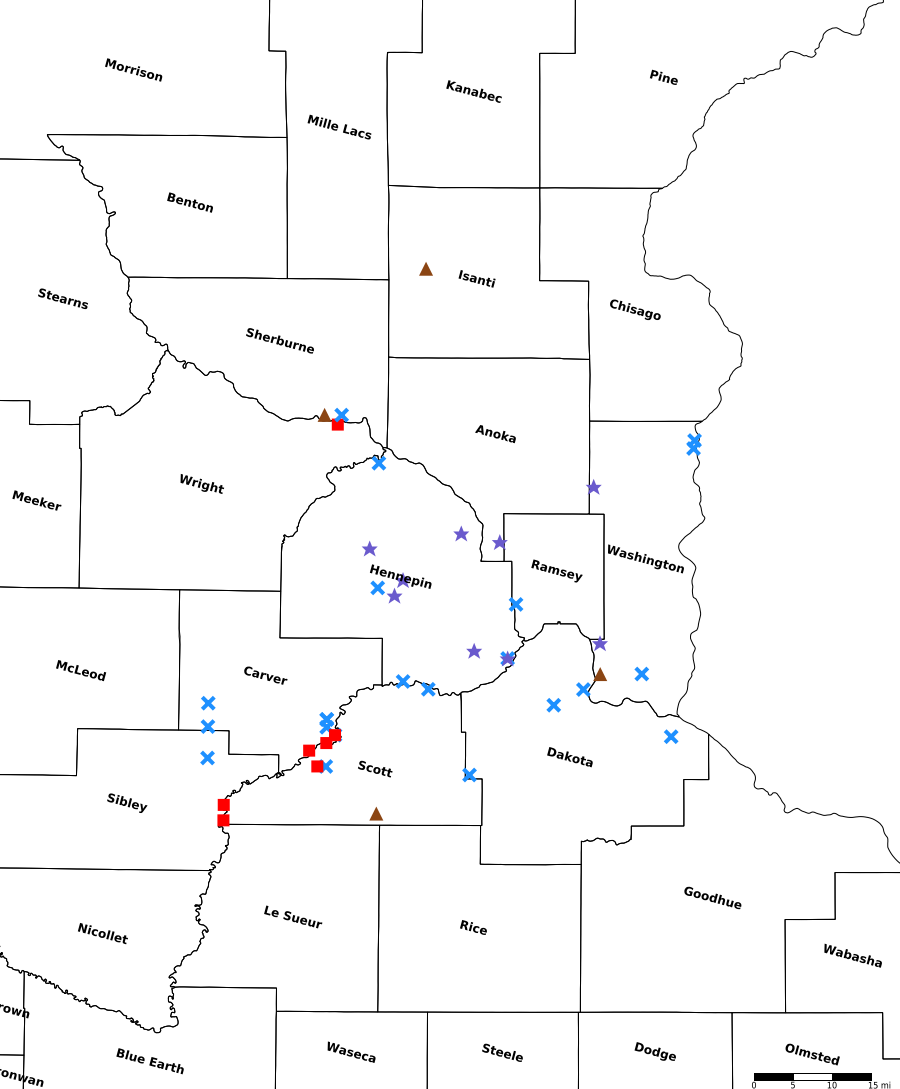 Morrison
Pine
Kanabec
Mille Lacs
Benton
Isanti
Stearns
Chisago
Sherburne
Anoka
Wright
Meeker
Washington
Ramsey
Hennepin
McLeod
Carver
Dakota
Scott
Sibley
Goodhue
Le Sueur
Rice
Nicollet
Wabasha
rown
Waseca
Steele
Dodge
Olmsted
Blue Earth
onwan
0 5 10 15 mi